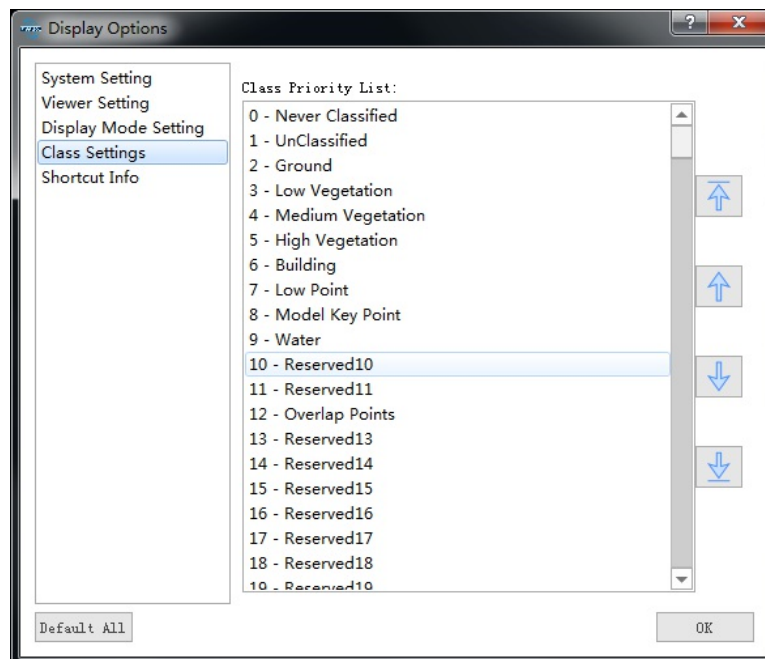 Display Options
System Setting
Viewer Setting
Display Mode Setting
Class Settings
Shortcut Info
Class Priority List:
0 - Never Classified
1 - UnClassified
2 - Ground
3 - Low Vegetation
4 - Medium Vegetation
5 - High Vegetation
6 - Building
7 - Low Point
8 - Model Key Point
9 - Water
10 - Reserved10
11 - Reserved11
12 - Overlap Points
13 - Reserved13
14 - Reserved14
15 - Reserved15
16 - Reserved16
17 - Reserved17
18 - Reserved18
19 - Reserved19
Default All
OK